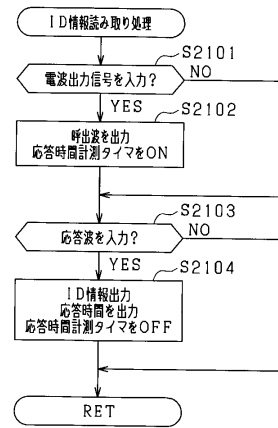 ID情報読み取り処理
S2101
電波出力信号を入力？
NO
YES
S2102
呼出波を出力
応答時間計測タイマをON
S2103
応答波を入力？
NO
YES
S2104
ID情報出力
応答時間を出力
応答時間計測タイマをOFF
RET